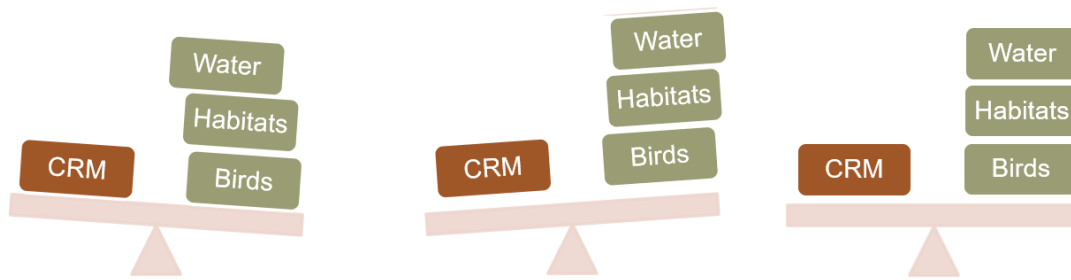 Water
Habitats
CRM
Birds
Water
Habitats
CRM
Birds
Water
Habitats
CRM
Birds